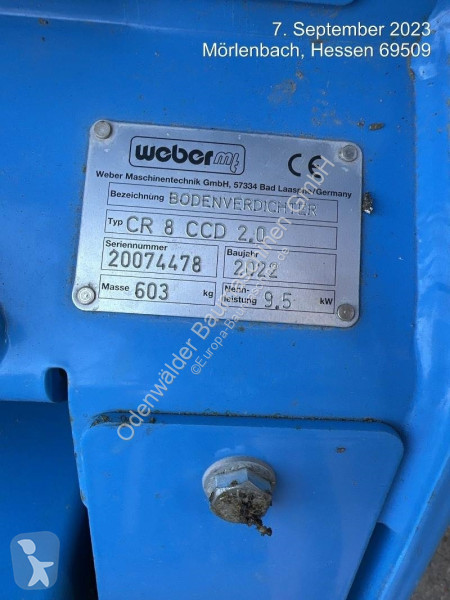 7. September 2023
Mörlenbach, Hessen 69509
weber mt
CE
Weber Maschinentechnik GmbH, 57334 Bad Laasphe/Germany
Bezeichnung BODENVERDICHTER
Typ CR 8 CCD 2.0
Seriennummer Baujahr
20074478 2022
Masse 603 kg Nenn-leistung 9.5 kW
Odenwälder Baumaschinen GmbH